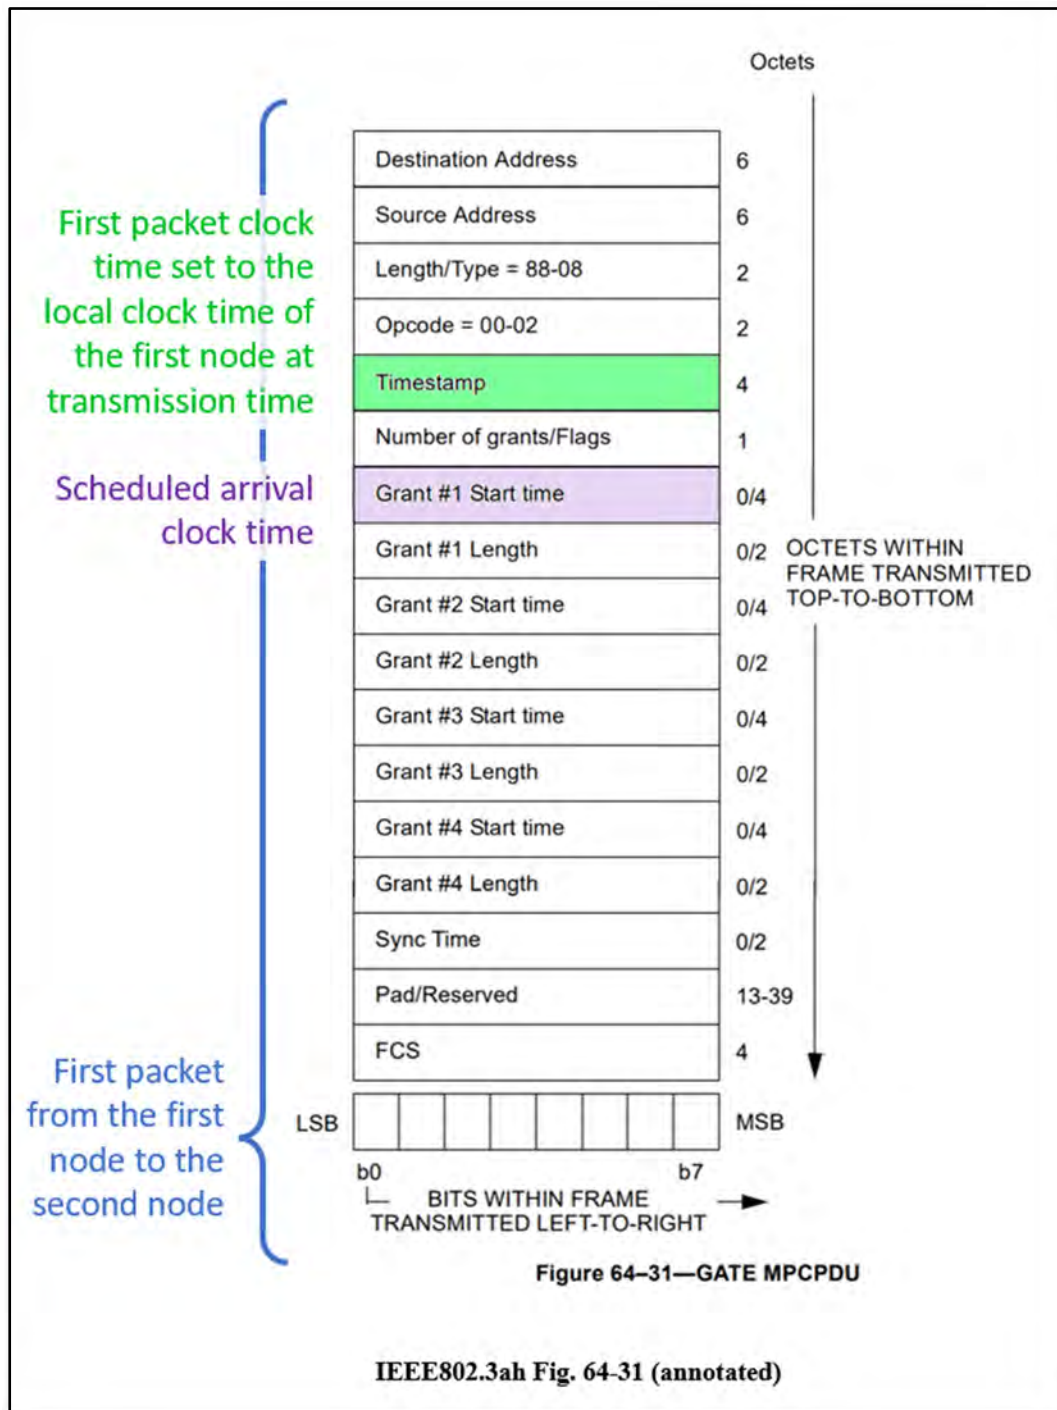 Octets
Destination Address 6
Source Address 6
Length/Type = 88-08 2
Opcode = 00-02 2
Timestamp 4
Number of grants/Flags 1
Grant #1 Start time 0/4
Grant #1 Length 0/2
Grant #2 Start time 0/4
Grant #2 Length 0/2
Grant #3 Start time 0/4
Grant #3 Length 0/2
Grant #4 Start time 0/4
Grant #4 Length 0/2
Sync Time 0/2
Pad/Reserved 13-39
FCS 4
OCTETS WITHIN
FRAME TRANSMITTED
TOP-TO-BOTTOM
First packet clock
time set to the
local clock time of
the first node at
transmission time
Scheduled arrival
clock time
First packet
from the first
node to the
second node
LSB MSB
b0 b7
BITS WITHIN FRAME
TRANSMITTED LEFT-TO-RIGHT
Figure 64–31—GATE MPCPDU
IEEE802.3ah Fig. 64-31 (annotated)